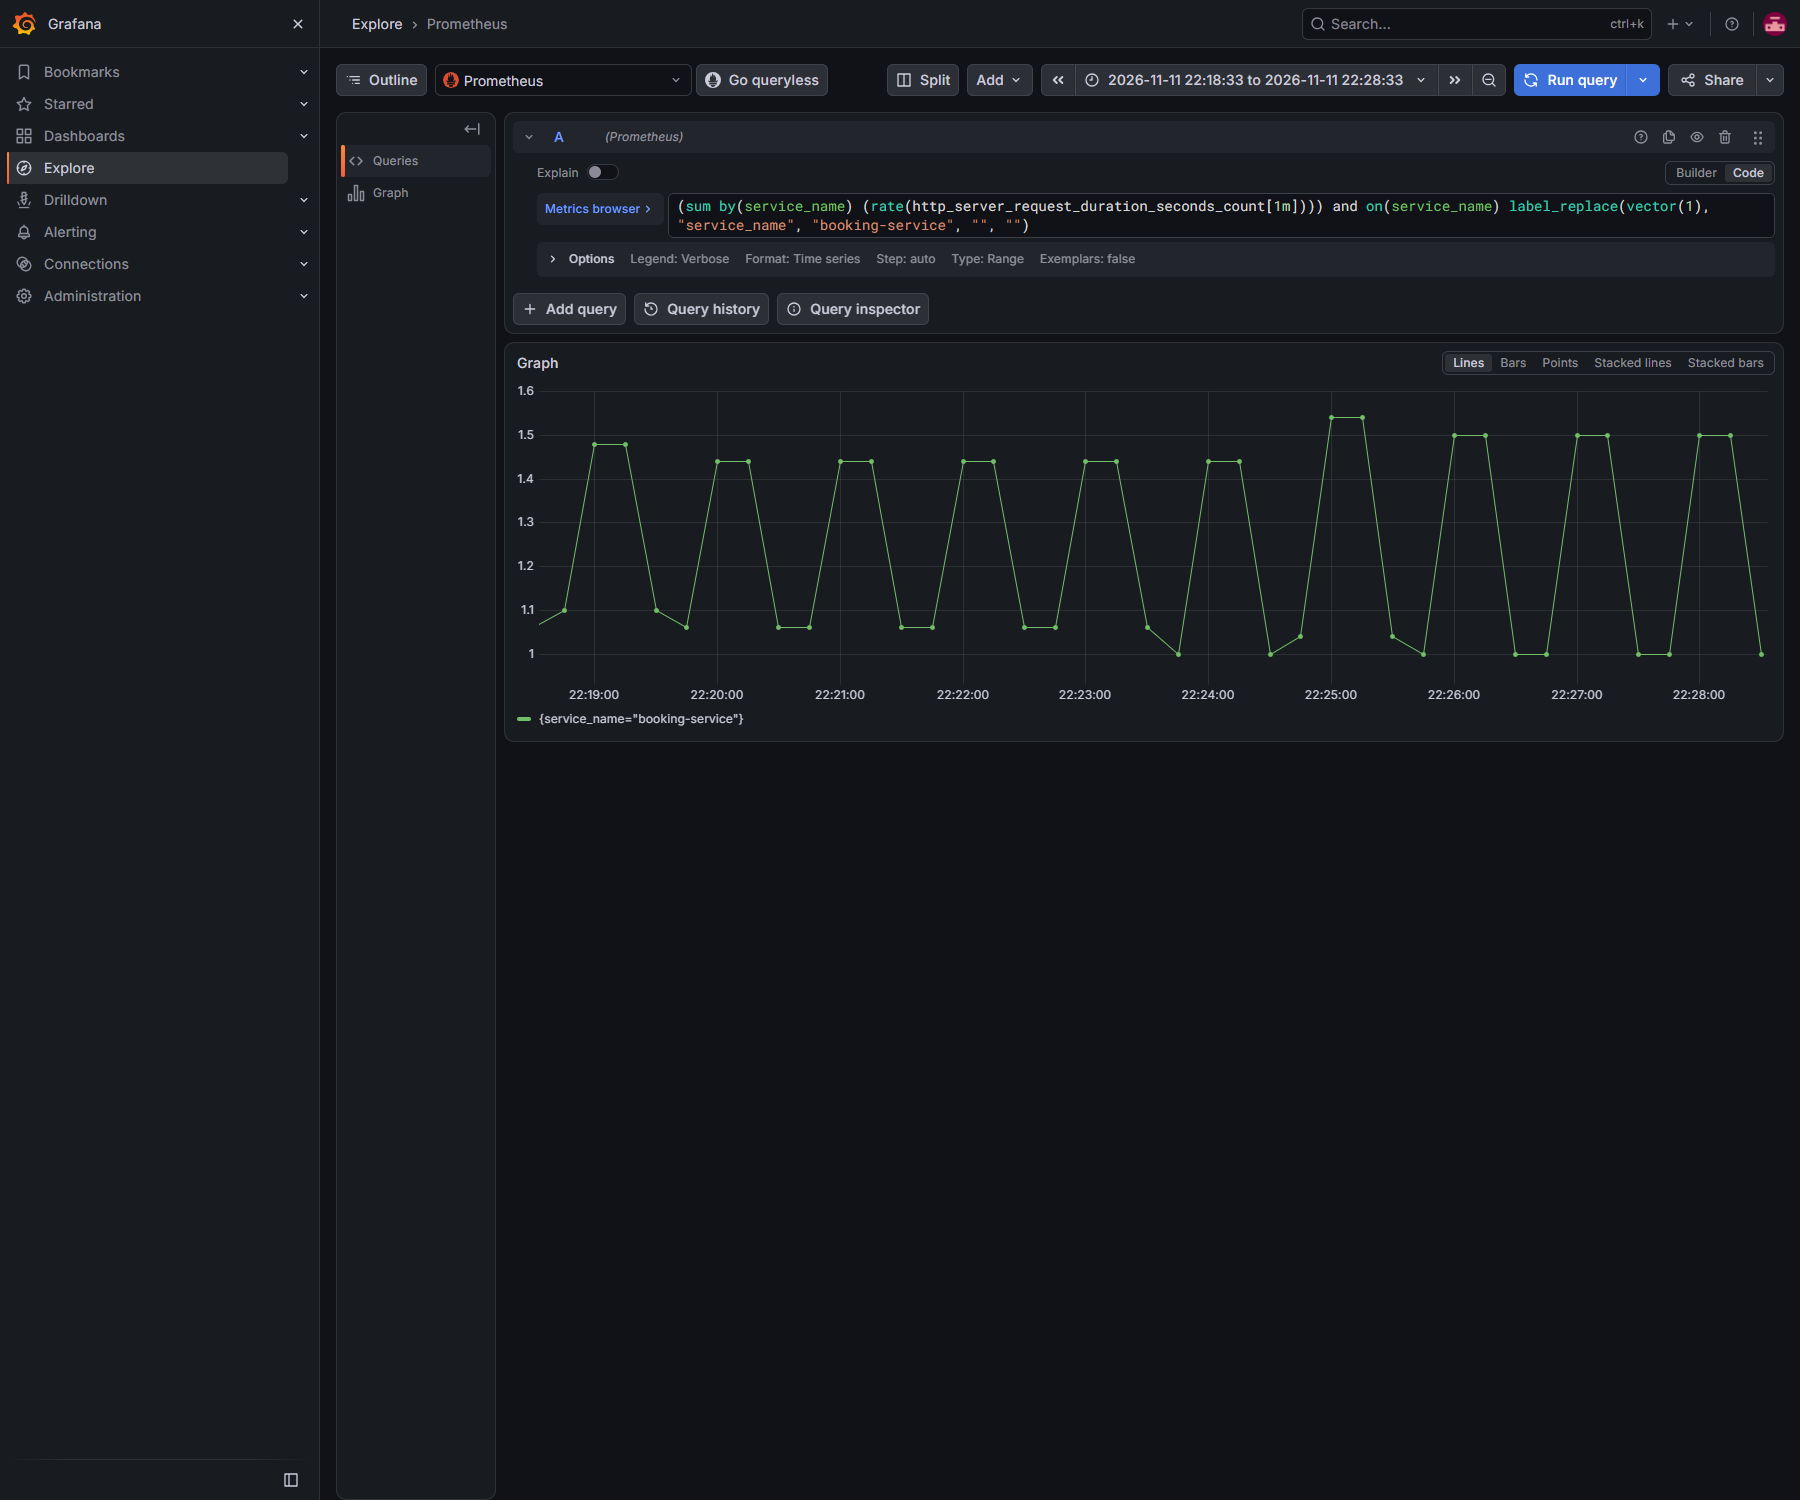 Grafana
Explore › Prometheus
Search...
ctrl+k
Bookmarks
Starred
Dashboards
Explore
Drilldown
Alerting
Connections
Administration
Outline
Prometheus
Go queryless
Split
Add
2026-11-11 22:18:33 to 2026-11-11 22:28:33
Run query
Share
Queries
Graph
A
(Prometheus)
Explain
Builder
Code
Metrics browser ›
(sum by(service_name) (rate(http_server_request_duration_seconds_count[1m]))) and on(service_name) label_replace(vector(1),
"service_name", "booking-service", "", "")
Options
Legend: Verbose
Format: Time series
Step: auto
Type: Range
Exemplars: false
Add query
Query history
Query inspector
Graph
Lines
Bars
Points
Stacked lines
Stacked bars
1.6
1.5
1.4
1.3
1.2
1.1
1
22:19:00
22:20:00
22:21:00
22:22:00
22:23:00
22:24:00
22:25:00
22:26:00
22:27:00
22:28:00
{service_name="booking-service"}